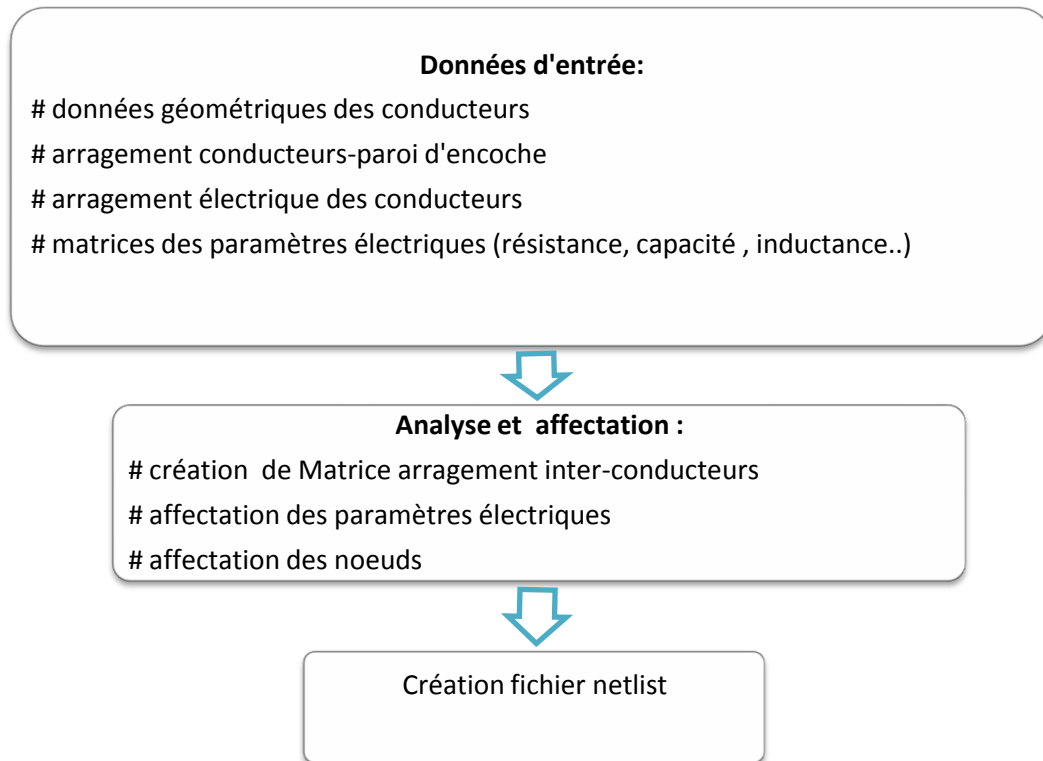 Données d'entrée:
# données géométriques des conducteurs
# arragement conducteurs-paroi d'encoche
# arragement électrique des conducteurs
# matrices des paramètres électriques (résistance, capacité , inductance..)
Analyse et affectation :
# création de Matrice arragement inter-conducteurs
# affectation des paramètres électriques
# affectation des noeuds
Création fichier netlist